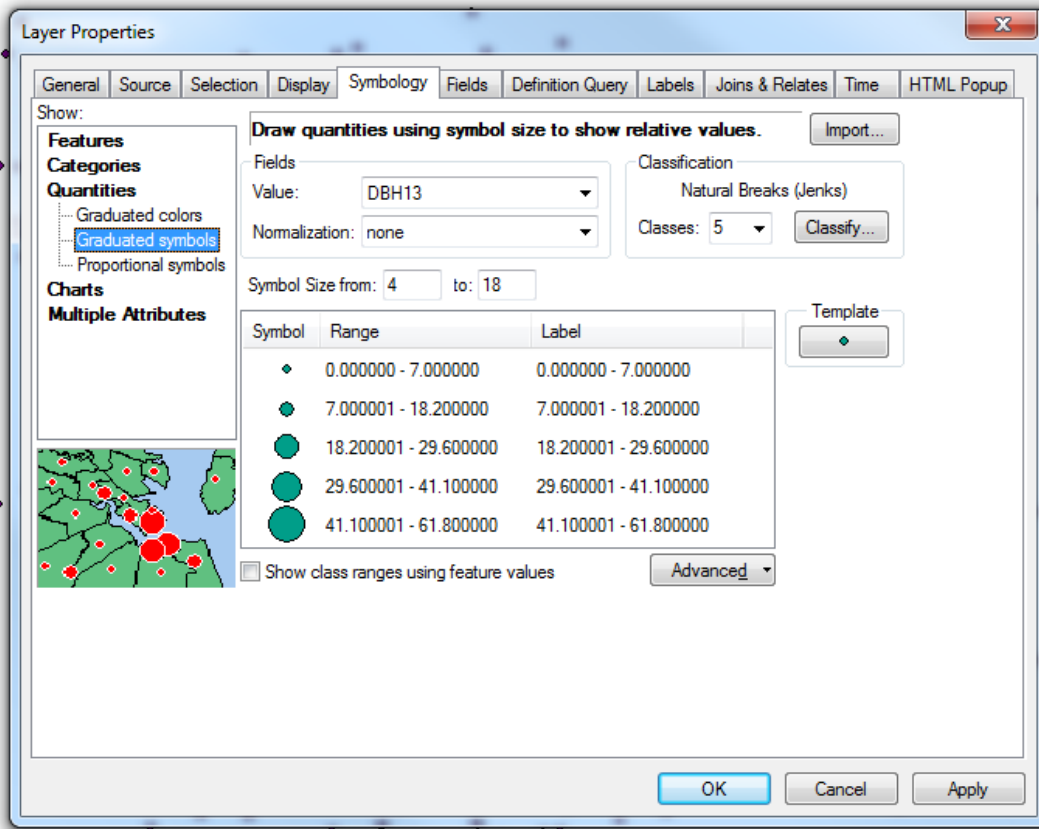 Layer Properties
General Source Selection Display Symbology Fields Definition Query Labels Joins & Relates Time HTML Popup
Show:
Features
Categories
Quantities
Graduated colors
Graduated symbols
Proportional symbols
Charts
Multiple Attributes
Draw quantities using symbol size to show relative values.
Import...
Fields
Value: DBH13
Normalization: none
Classification
Natural Breaks (Jenks)
Classes: 5 Classify...
Symbol Size from: 4 to: 18
Symbol Range Label
0.000000 - 7.000000 0.000000 - 7.000000
7.000001 - 18.200000 7.000001 - 18.200000
18.200001 - 29.600000 18.200001 - 29.600000
29.600001 - 41.100000 29.600001 - 41.100000
41.100001 - 61.800000 41.100001 - 61.800000
Template
Show class ranges using feature values
Advanced
OK Cancel Apply